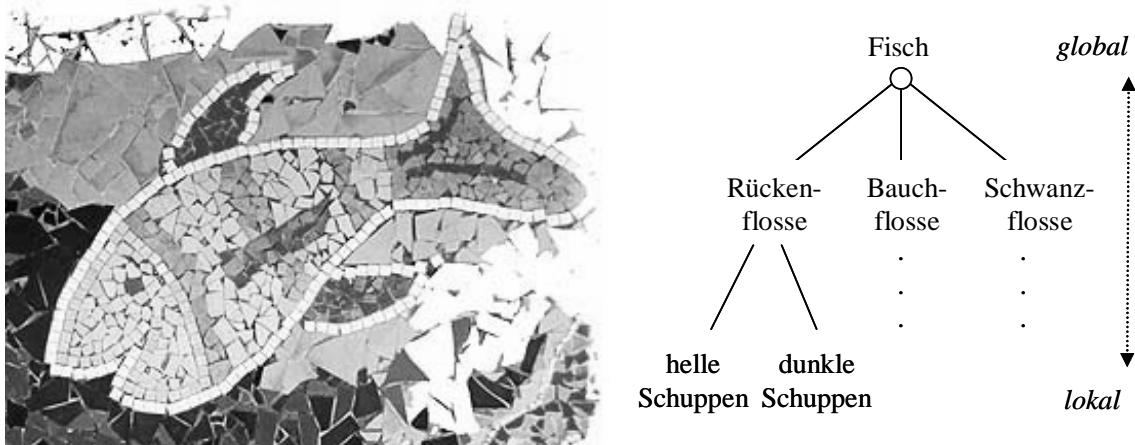 Fisch
global
Rücken-
flosse
Bauch-
flosse
Schwanz-
flosse
helle
Schuppen
dunkle
Schuppen
lokal